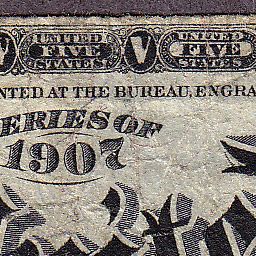 UNITED FIVE STATES V UNITED FIVE STATES
NTED AT THE BUREAU, ENGRA
SERIES OF
1907